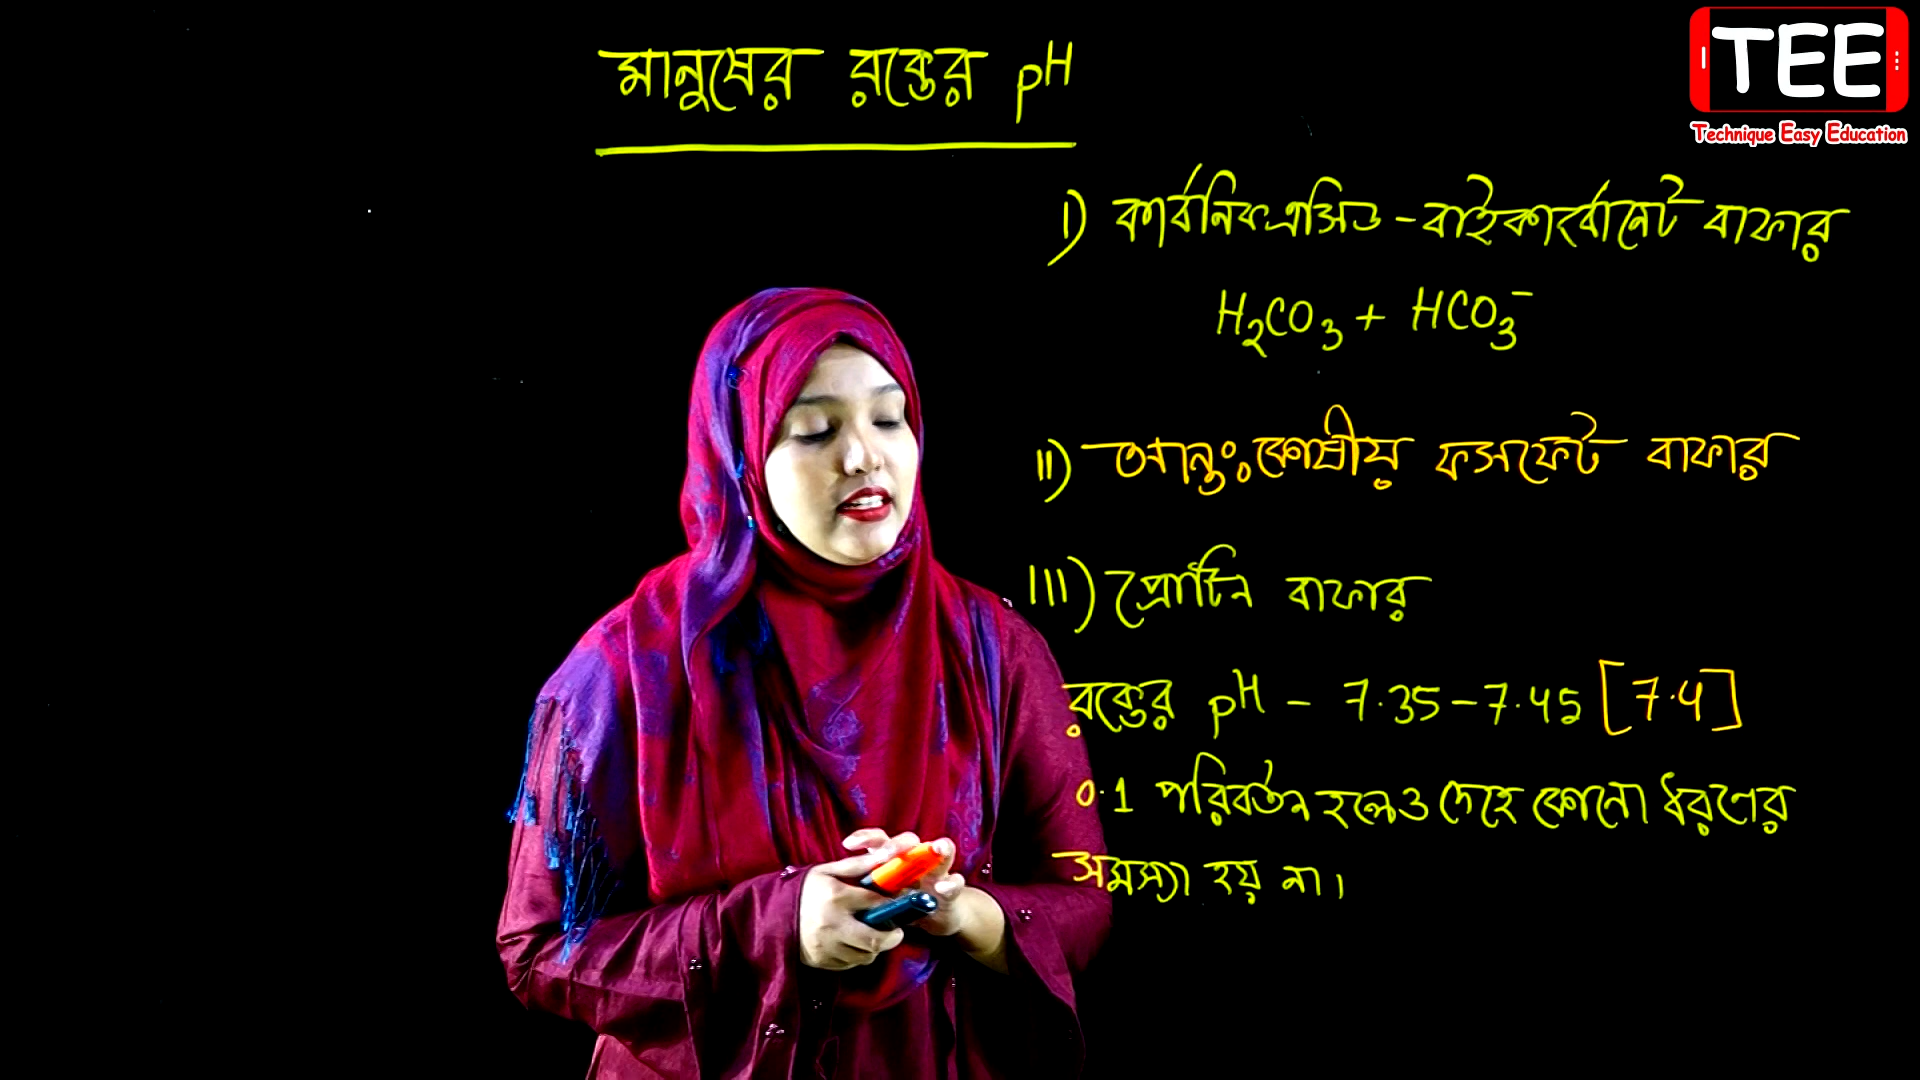 মানুষের রক্তের pH
TEE
Technique Easy Education
I) কার্বনিক এসিড - বাইকার্বোনেট বাফার
H₂CO₃ + HCO₃⁻
II) আন্তঃকোষীয় ফসফেট বাফার
III) প্রোটিন বাফার
রক্তের pH - 7.35-7.45 [7.4]
0.1 পরিবর্তন হলেও দেহে কোনো ধরণের
সমস্যা হয় না।